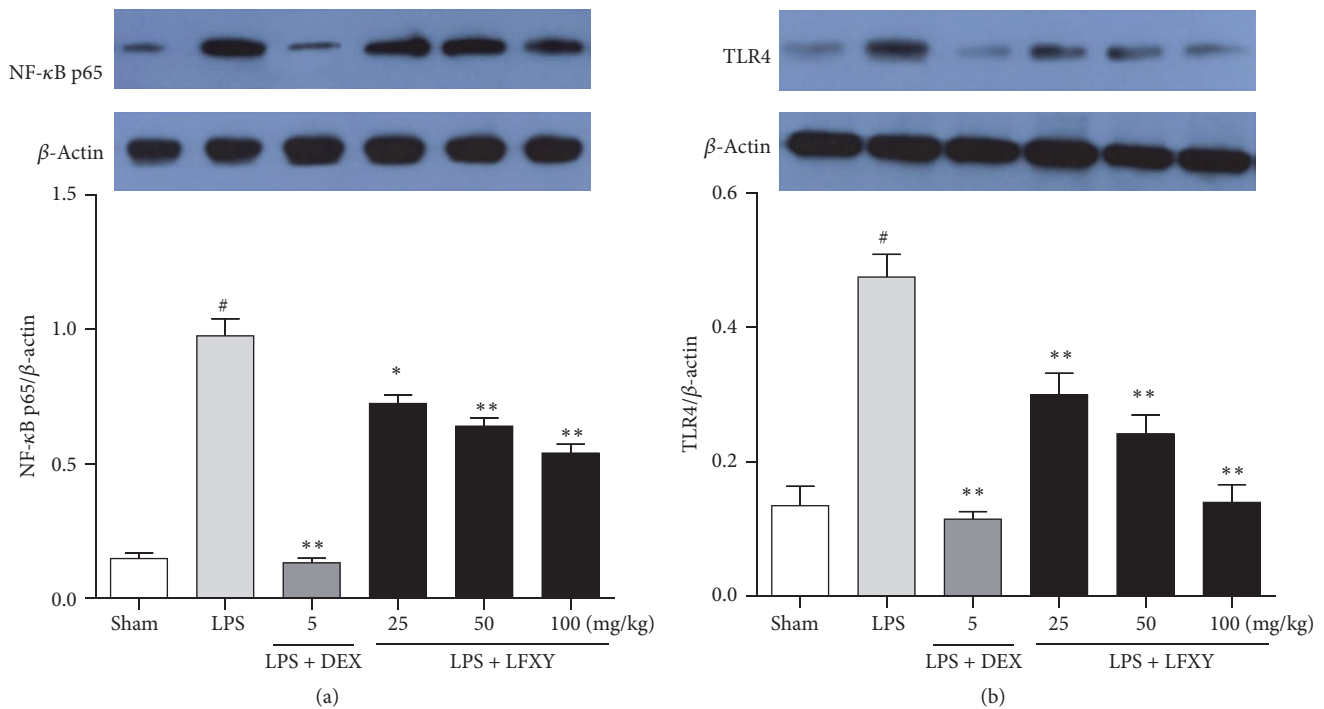 NF-κB p65
β-Actin
1.5
1.0
0.5
0.0
NF-κB p65/β-actin
#
*
**
**
**
Sham
LPS
5
25
50
100 (mg/kg)
LPS + DEX
LPS + LFXY
(a)
TLR4
β-Actin
0.6
0.4
0.2
0.0
TLR4/β-actin
#
**
**
**
**
Sham
LPS
5
25
50
100 (mg/kg)
LPS + DEX
LPS + LFXY
(b)